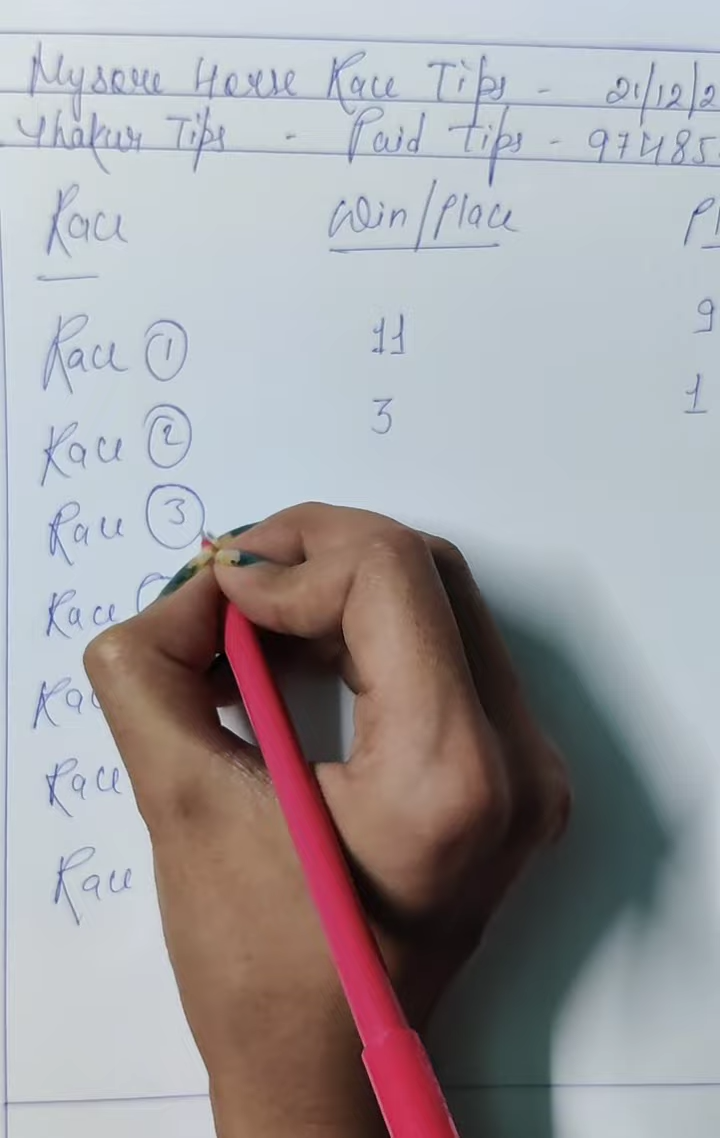 Mysore Horse Race Tips - 21/12/2
Thakur Tips - Paid Tips - 97485
Race Win/Place Pl
Race 1 11 9
Race 2 3 1
Race 3
Race
Race
Race
Race